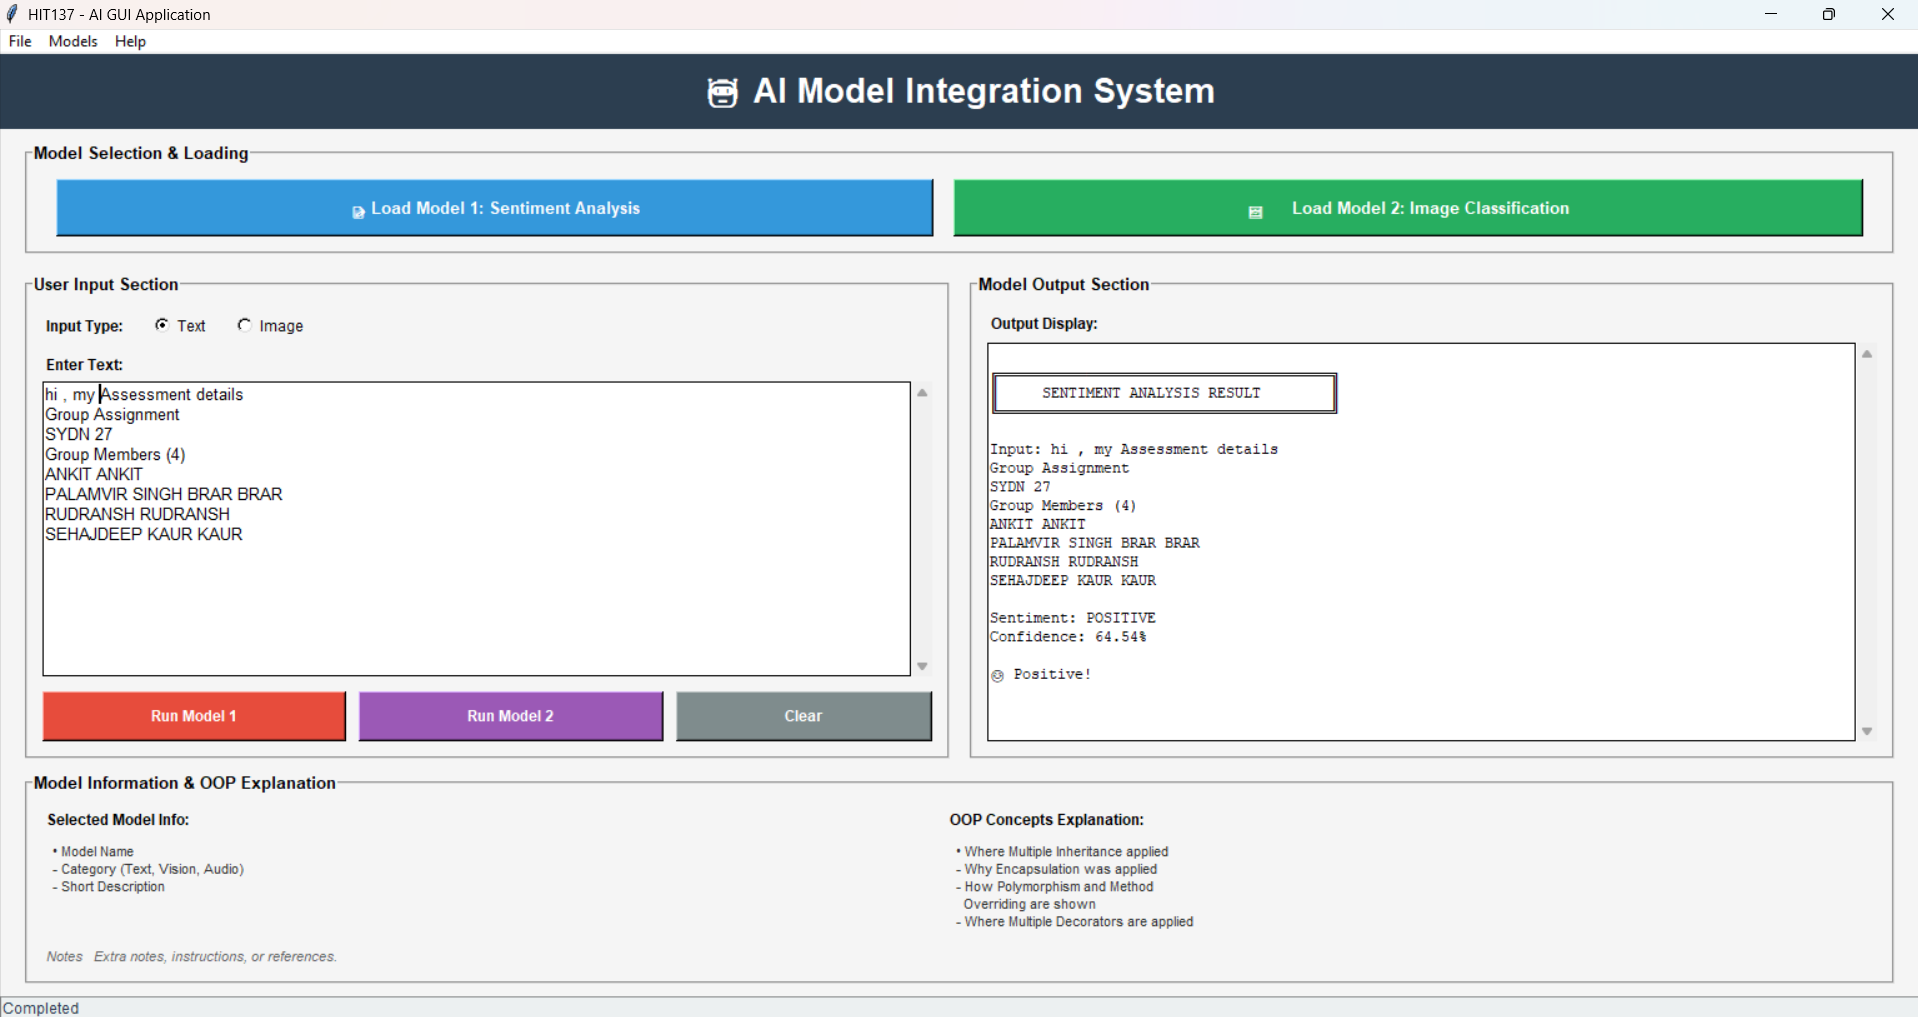 HIT137 - AI GUI Application
File Models Help
AI Model Integration System
Model Selection & Loading
Load Model 1: Sentiment Analysis
Load Model 2: Image Classification
User Input Section
Input Type: Text Image
Enter Text:
hi , my Assessment details
Group Assignment
SYDN 27
Group Members (4)
ANKIT ANKIT
PALAMVIR SINGH BRAR BRAR
RUDRANSH RUDRANSH
SEHAJDEEP KAUR KAUR
Run Model 1
Run Model 2
Clear
Model Output Section
Output Display:
SENTIMENT ANALYSIS RESULT
Input: hi , my Assessment details
Group Assignment
SYDN 27
Group Members (4)
ANKIT ANKIT
PALAMVIR SINGH BRAR BRAR
RUDRANSH RUDRANSH
SEHAJDEEP KAUR KAUR
Sentiment: POSITIVE
Confidence: 64.54%
😊 Positive!
Model Information & OOP Explanation
Selected Model Info:
• Model Name
- Category (Text, Vision, Audio)
- Short Description
OOP Concepts Explanation:
• Where Multiple Inheritance applied
- Why Encapsulation was applied
- How Polymorphism and Method
Overriding are shown
- Where Multiple Decorators are applied
Notes Extra notes, instructions, or references.
Completed